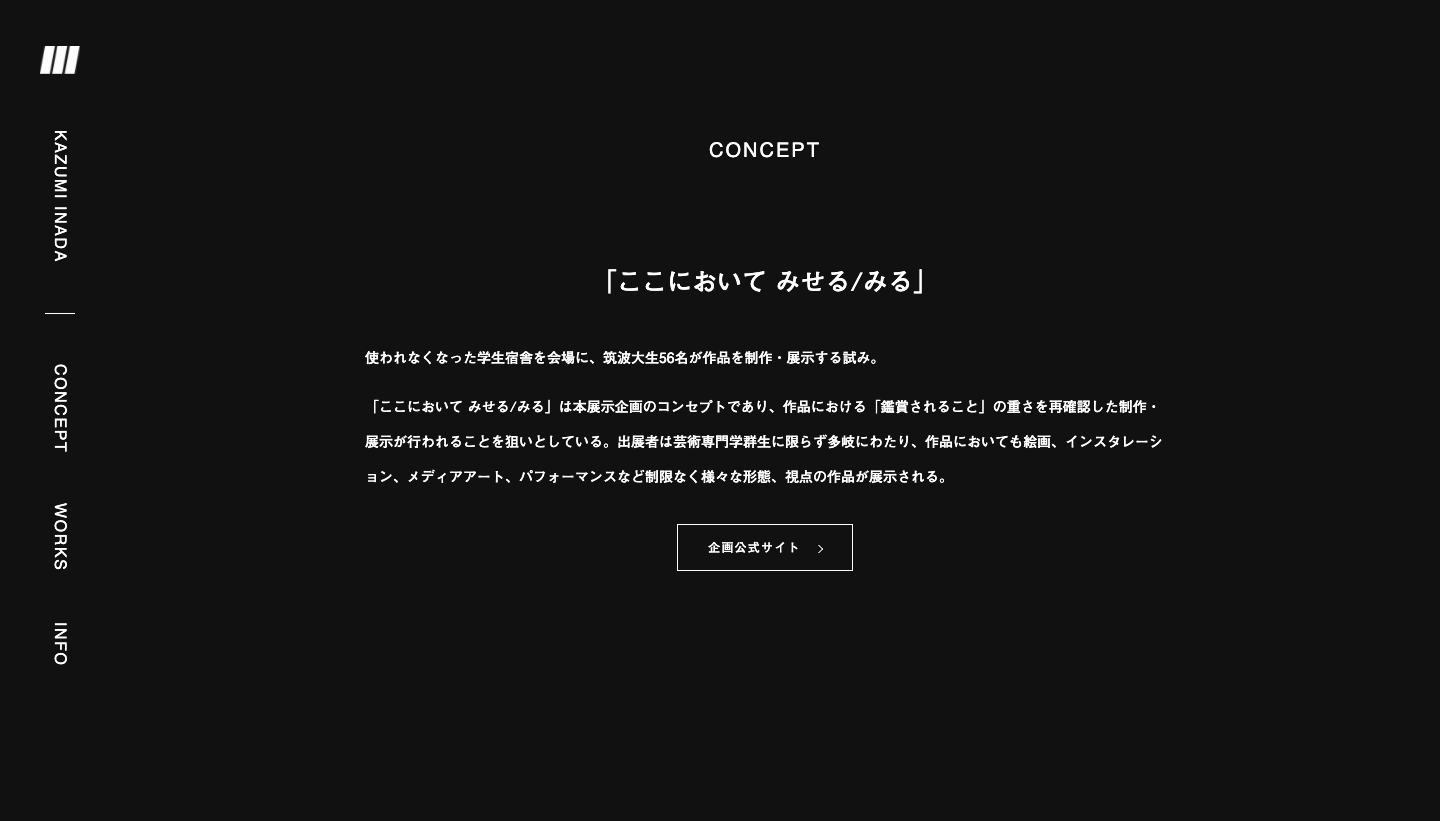 KAZUMI INADA
CONCEPT
WORKS
INFO
CONCEPT
「ここにおいて みせる/みる」
使われなくなった学生宿舎を会場に、筑波大生56名が作品を制作・展示する試み。
「ここにおいて みせる/みる」は本展示企画のコンセプトであり、作品における「鑑賞されること」の重さを再確認した制作・
展示が行われることを狙いとしている。出展者は芸術専門学群生に限らず多岐にわたり、作品においても絵画、インスタレーシ
ョン、メディアアート、パフォーマンスなど制限なく様々な形態、視点の作品が展示される。
企画公式サイト